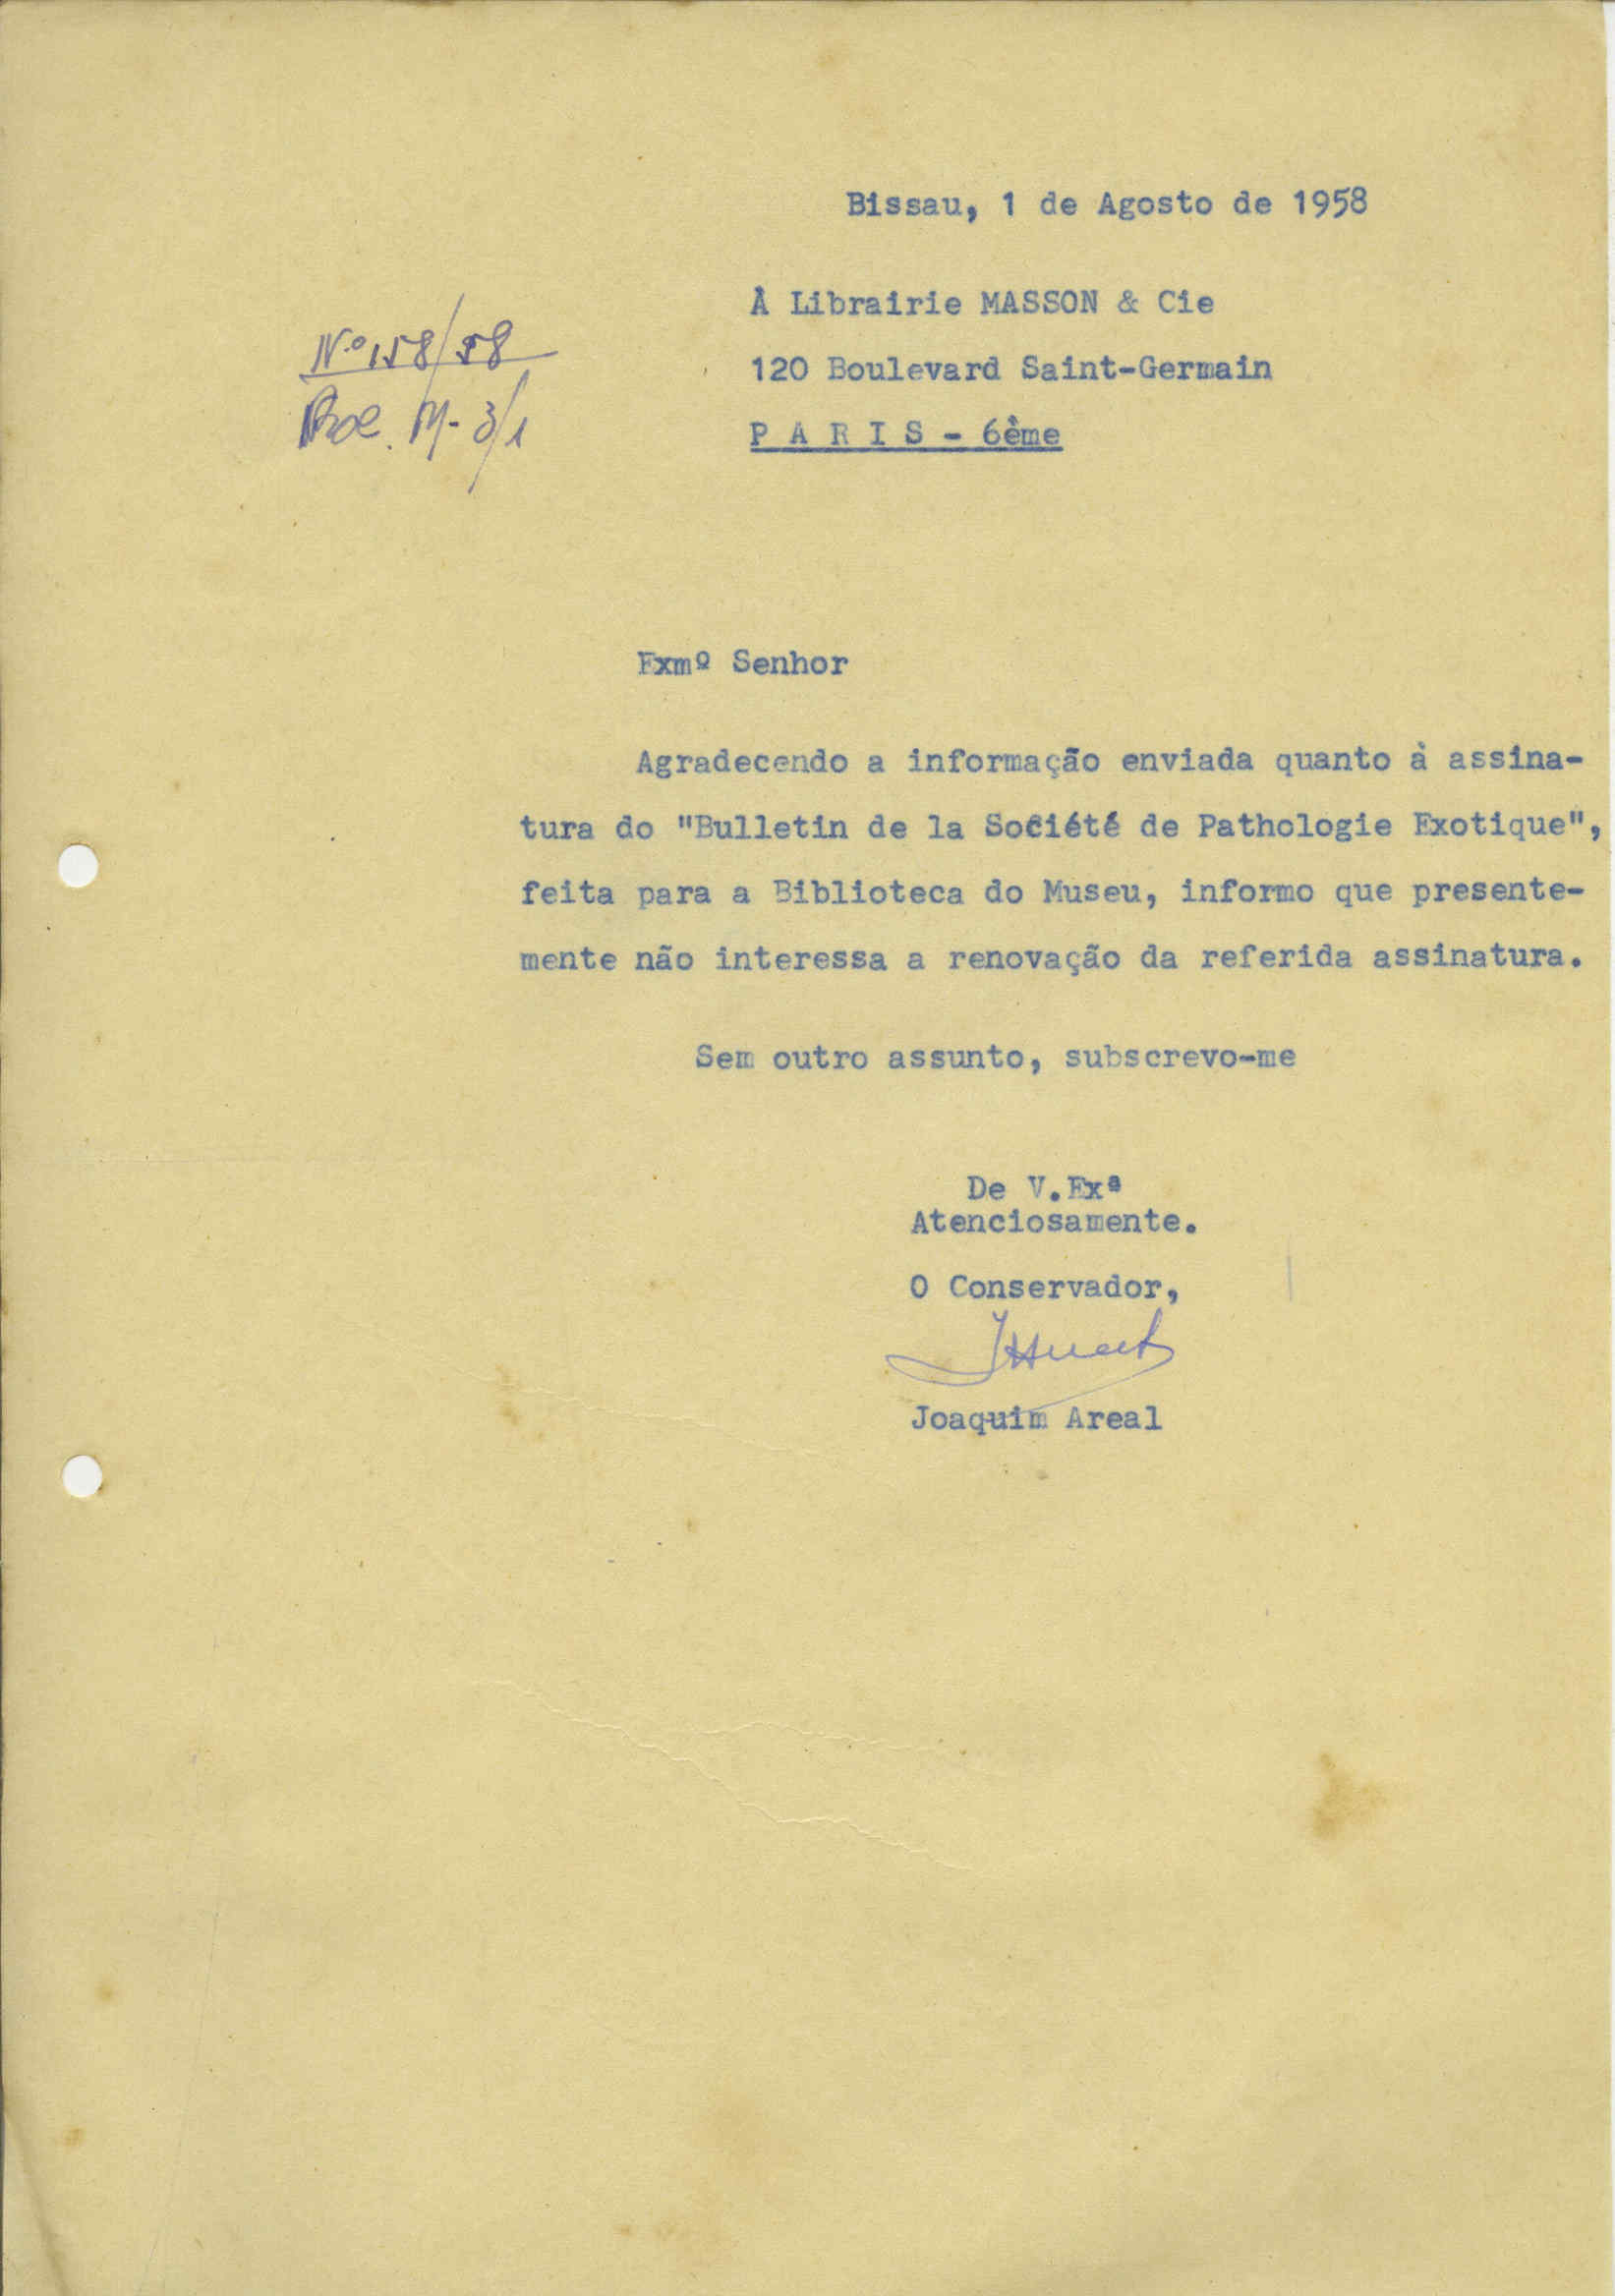 Bissau, 1 de Agosto de 1958
À Librairie MASSON & Cie
Nº 158/58
120 Boulevard Saint-Germain
Proc. M-3/1
P A R I S - 6ème
Exmº Senhor
Agradecendo a informação enviada quanto à assina-
tura do "Bulletin de la Société de Pathologie Exotique",
feita para a Biblioteca do Museu, informo que presente-
mente não interessa a renovação da referida assinatura.
Sem outro assunto, subscrevo-me
De V.Exª
Atenciosamente.
O Conservador,
Joaquim Areal